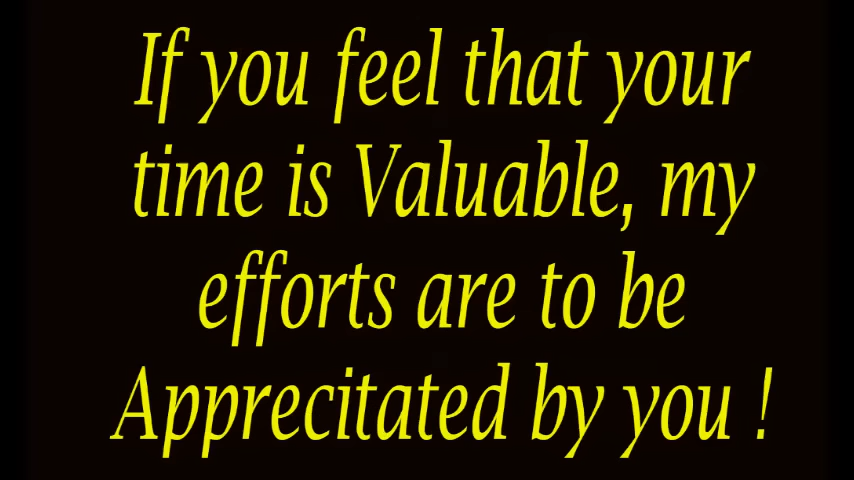 If you feel that your
time is Valuable, my
efforts are to be
Apprecitated by you !